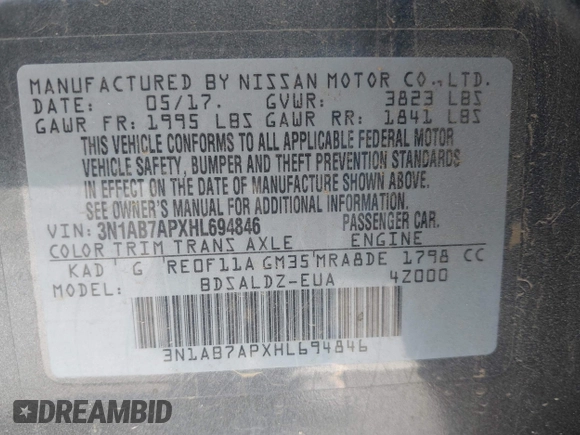 MANUFACTURED BY NISSAN MOTOR CO.,LTD.
DATE: 05/17. GVWR: 3823 LBS
GAWR FR: 1995 LBS GAWR RR: 1841 LBS
THIS VEHICLE CONFORMS TO ALL APPLICABLE FEDERAL MOTOR
VEHICLE SAFETY, BUMPER AND THEFT PREVENTION STANDARDS
IN EFFECT ON THE DATE OF MANUFACTURE SHOWN ABOVE.
SEE OWNER'S MANUAL FOR ADDITIONAL INFORMATION.
VIN: 3N1AB7APXHL694846 PASSENGER CAR.
COLOR TRIM TRANS AXLE ENGINE
KAD G RE0F11A GM35 MRA8DE 1798 CC
MODEL: BDSALDZ-EUA 4Z000
3N1AB7APXHL694846
DREAMBID